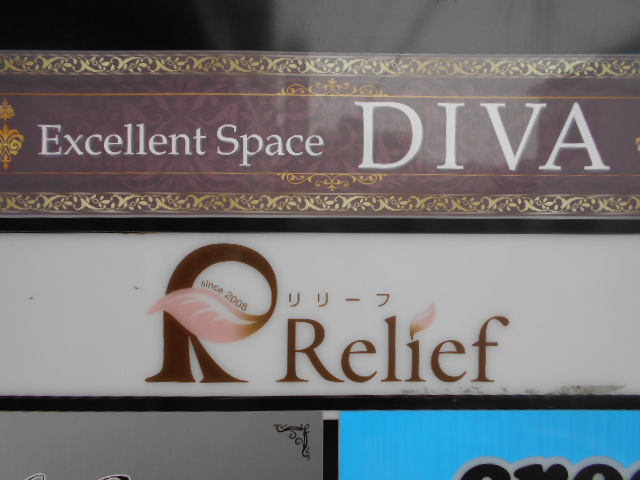 Excellent Space DIVA
since 2008
リリーフ
Relief